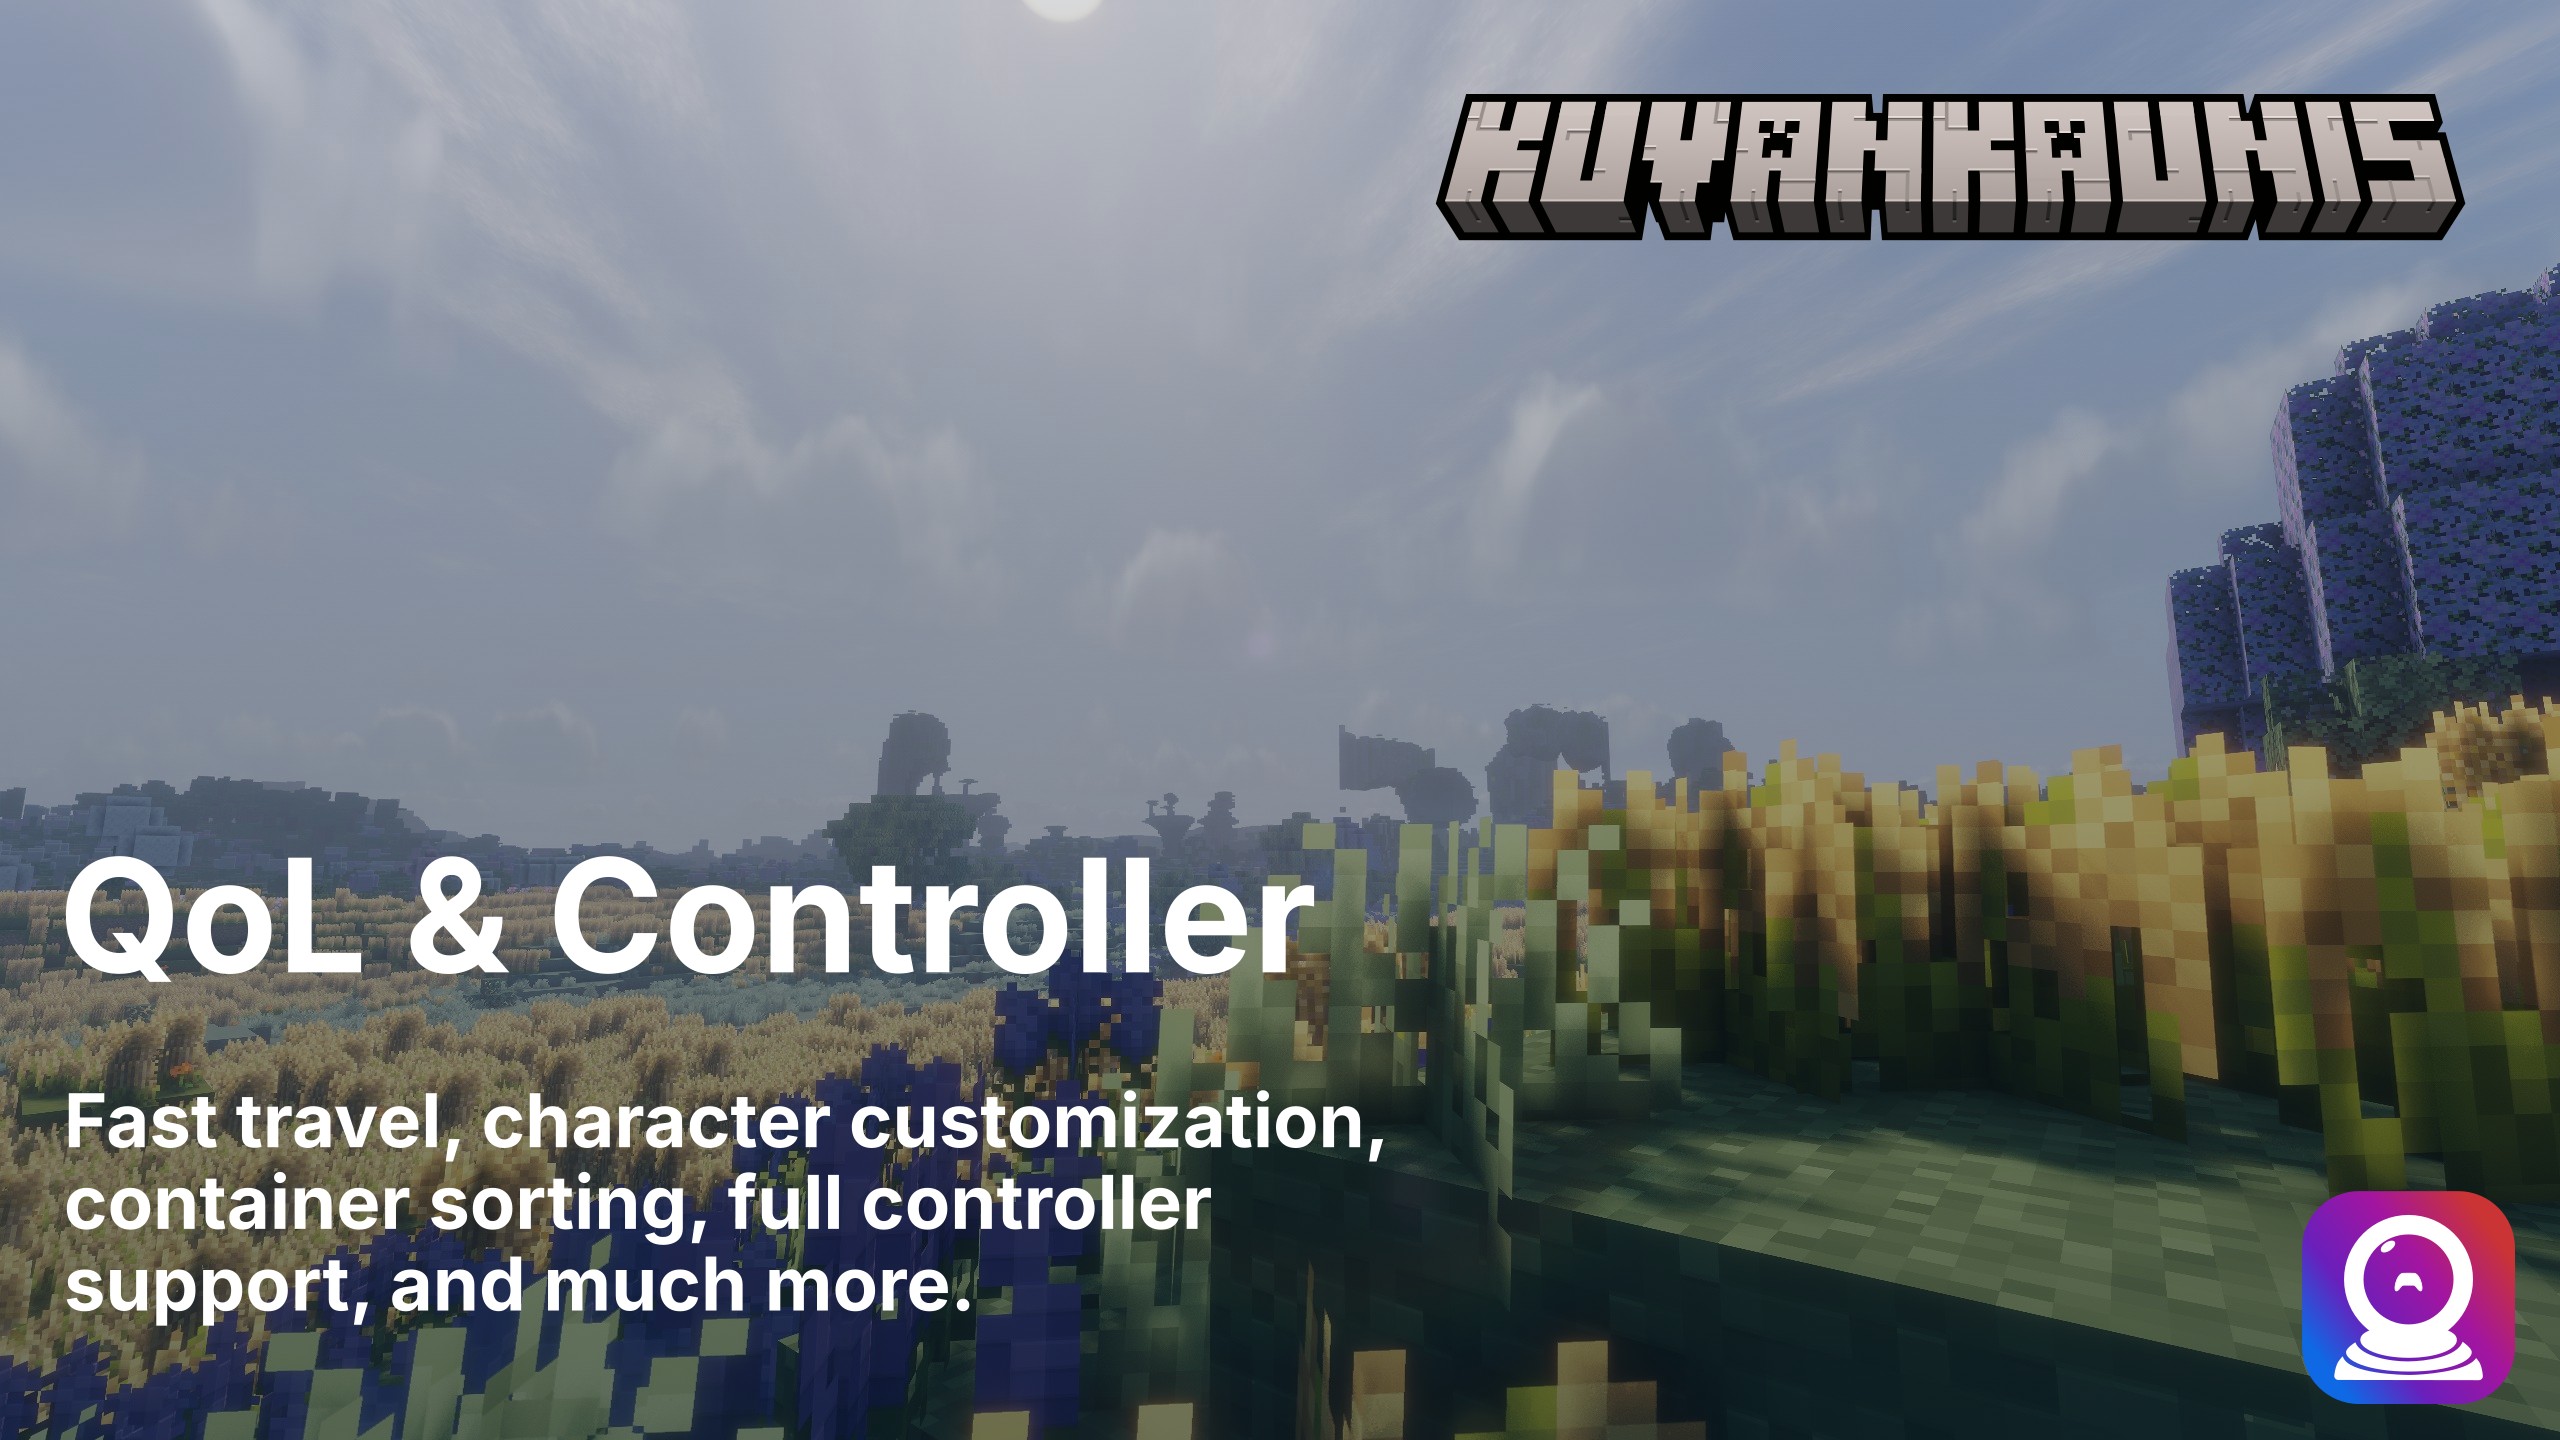 KUVANKAUNIS
QoL & Controller
Fast travel, character customization,
container sorting, full controller
support, and much more.